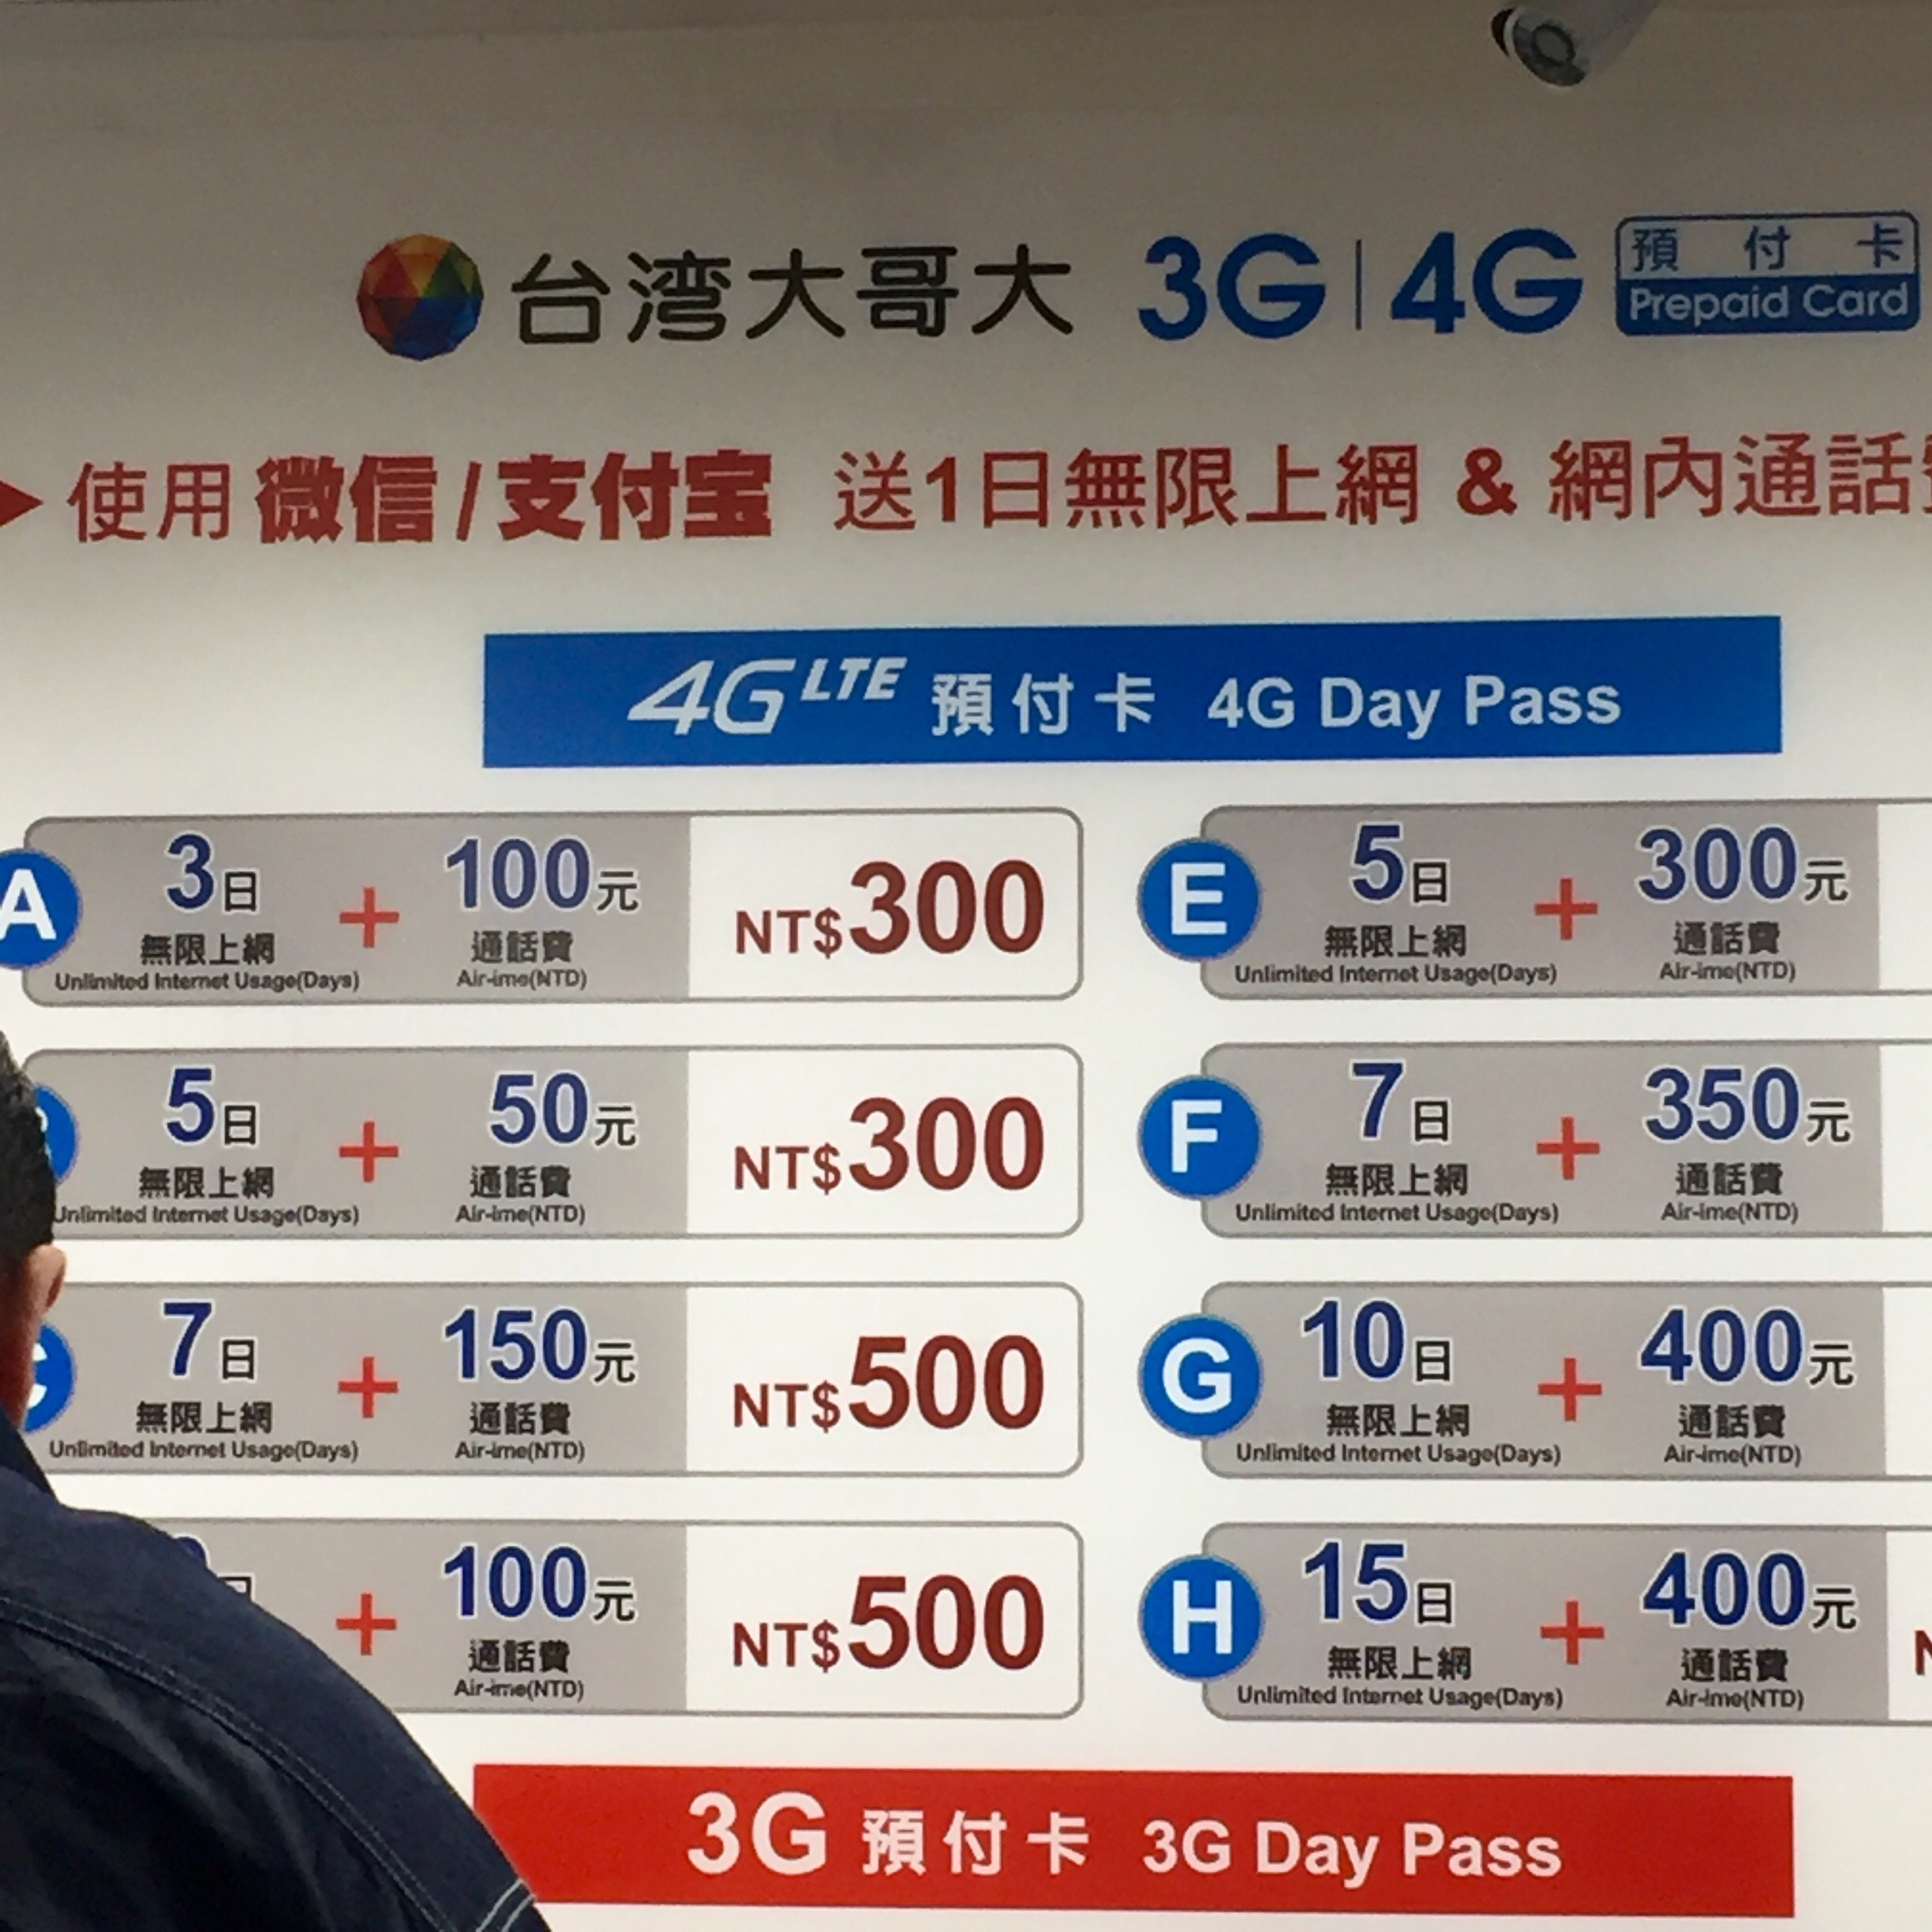 台湾大哥大 3G|4G 預付卡 Prepaid Card
使用 微信/支付宝 送1日無限上網 & 網內通話
4G LTE 預付卡 4G Day Pass
A 3日 + 100元 NT$300
無限上網 通話費
Unlimited Internet Usage(Days) Air-ime(NTD)
5日 + 50元 NT$300
無限上網 通話費
Unlimited Internet Usage(Days) Air-ime(NTD)
7日 + 150元 NT$500
無限上網 通話費
Unlimited Internet Usage(Days) Air-ime(NTD)
日 + 100元 NT$500
通話費
Air-ime(NTD)
E 5日 + 300元
無限上網 通話費
Unlimited Internet Usage(Days) Air-ime(NTD)
F 7日 + 350元
無限上網 通話費
Unlimited Internet Usage(Days) Air-ime(NTD)
G 10日 + 400元
無限上網 通話費
Unlimited Internet Usage(Days) Air-ime(NTD)
H 15日 + 400元
無限上網 通話費
Unlimited Internet Usage(Days) Air-ime(NTD)
3G 預付卡 3G Day Pass